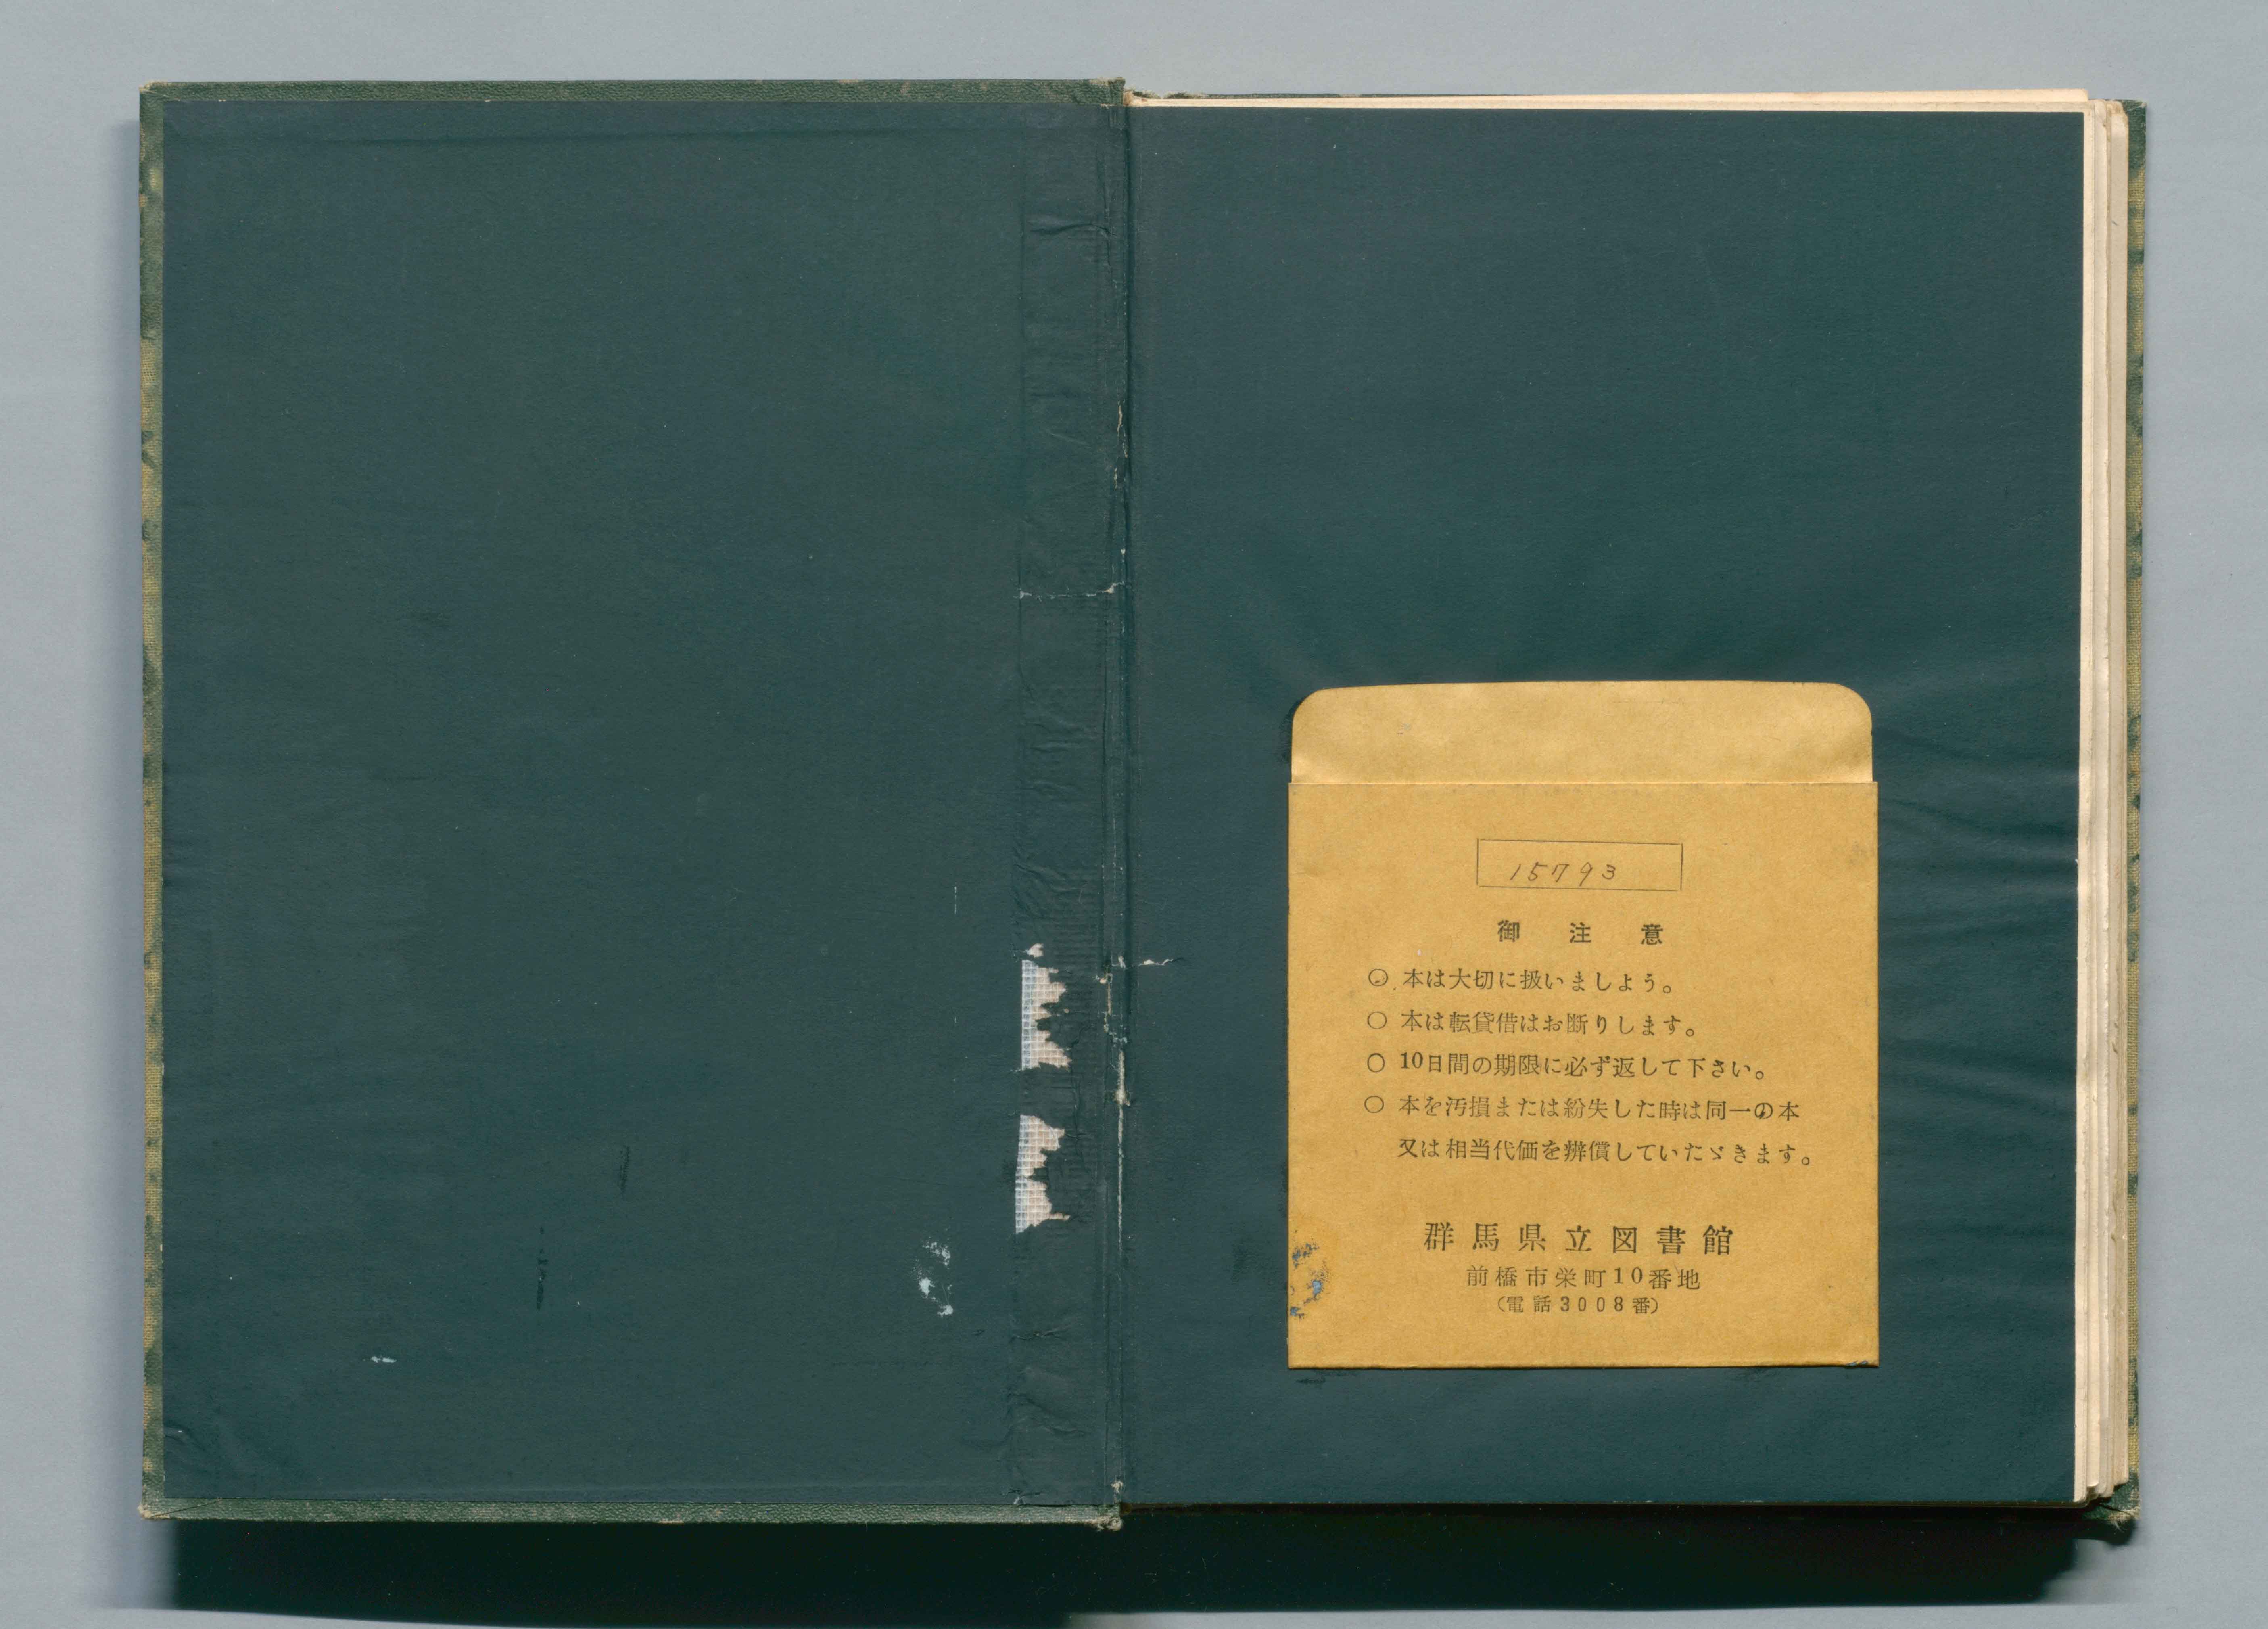 15793
御注意
○ 本は大切に扱いましよう。
○ 本は転貸借はお断りします。
○ 10日間の期限に必ず返して下さい。
○ 本を汚損または紛失した時は同一の本
又は相当代価を辨償していたゞきます。
群馬県立図書館
前橋市栄町10番地
(電話3008番)